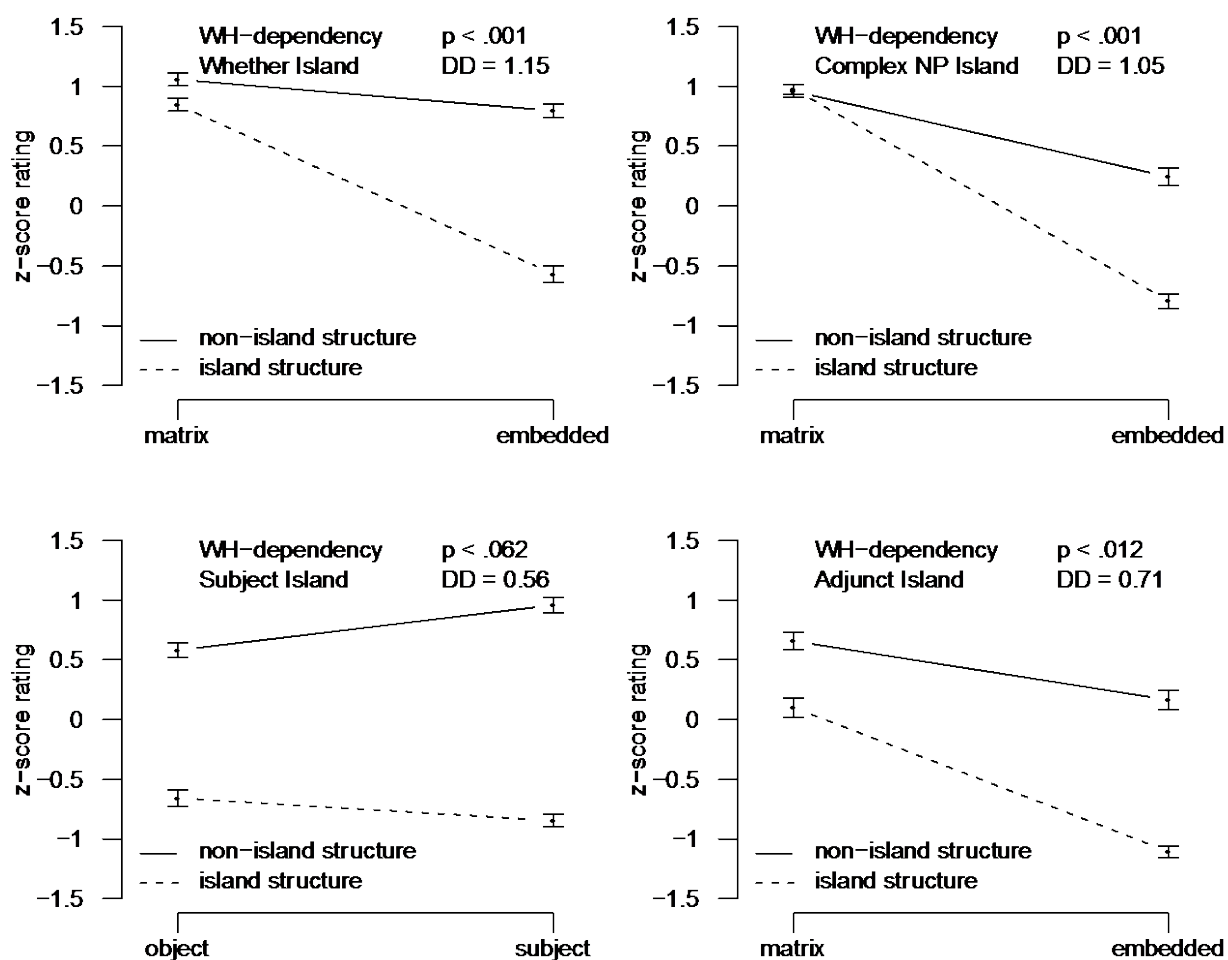 WH−dependency p < .001
Whether Island DD = 1.15
z−score rating
1.5
1
0.5
0
−0.5
−1
−1.5
non−island structure
island structure
matrix embedded
WH−dependency p < .001
Complex NP Island DD = 1.05
z−score rating
1.5
1
0.5
0
−0.5
−1
−1.5
non−island structure
island structure
matrix embedded
WH−dependency p < .062
Subject Island DD = 0.56
z−score rating
1.5
1
0.5
0
−0.5
−1
−1.5
non−island structure
island structure
object subject
WH−dependency p < .012
Adjunct Island DD = 0.71
z−score rating
1.5
1
0.5
0
−0.5
−1
−1.5
non−island structure
island structure
matrix embedded